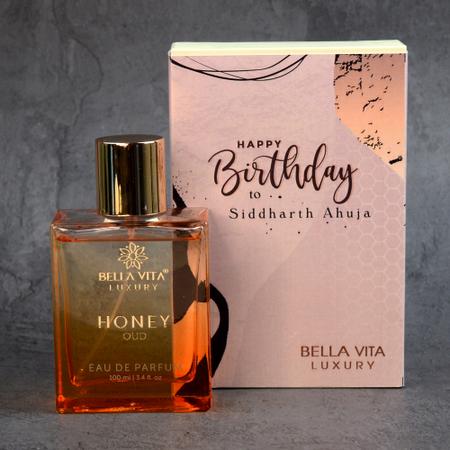 HAPPY
Birthday
to
Siddharth Ahuja
BELLA VITA
LUXURY
BELLA VITA®
LUXURY
HONEY
OUD
EAU DE PARFUM
100 ml | 3.4 fl. oz